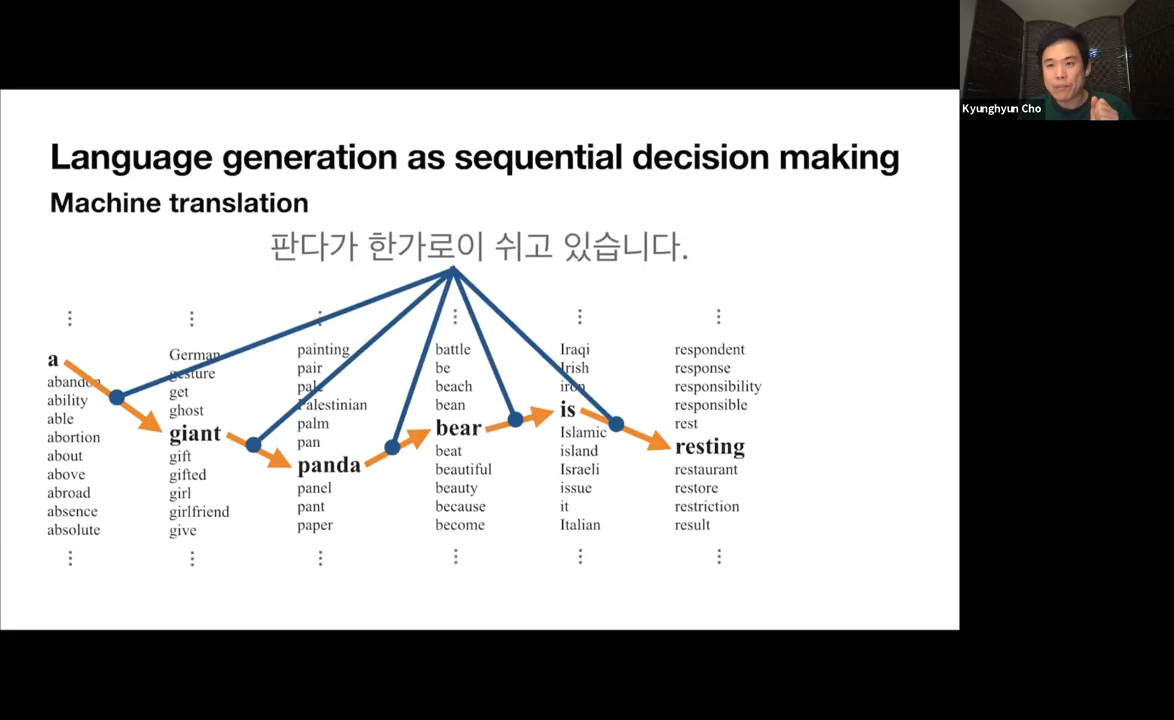 Kyunghyun Cho
Language generation as sequential decision making
Machine translation
판다가 한가로이 쉬고 있습니다.
a
abandon
ability
able
abortion
about
above
abroad
absence
absolute
German
gesture
get
ghost
giant
gift
gifted
girl
girlfriend
give
painting
pair
pale
Palestinian
palm
pan
panda
panel
pant
paper
battle
be
beach
bean
bear
beat
beautiful
beauty
because
become
Iraqi
Irish
iron
is
Islamic
island
Israeli
issue
it
Italian
respondent
response
responsibility
responsible
rest
resting
restaurant
restore
restriction
result